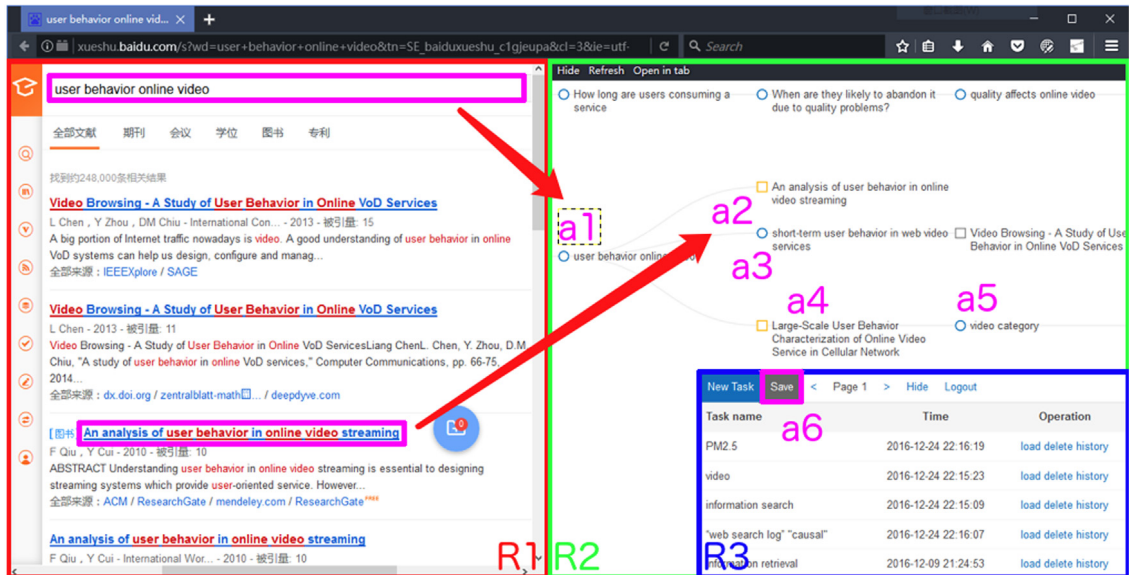 user behavior online vid...
xueshu.baidu.com/s?wd=user+behavior+online+video&tn=SE_baiduxueshu_c1gjeupa&cl=3&ie=utf-
Search
user behavior online video
全部文献 期刊 会议 学位 图书 专利
找到约248,000条相关结果
Video Browsing - A Study of User Behavior in Online VoD Services
L Chen , Y Zhou , DM Chiu - International Con... - 2013 - 被引量: 15
A big portion of Internet traffic nowadays is video. A good understanding of user behavior in online
VoD systems can help us design, configure and manag...
全部来源 : IEEEXplore / SAGE
Video Browsing - A Study of User Behavior in Online VoD Services
L Chen - 2013 - 被引量: 11
Video Browsing - A Study of User Behavior in Online VoD ServicesLiang ChenL. Chen, Y. Zhou, D.M.
Chiu, "A study of user behavior in online VoD services," Computer Communications, pp. 66-75,
2014...
全部来源 : dx.doi.org / zentralblatt-math ... / deepdyve.com
[图书] An analysis of user behavior in online video streaming
F Qiu , Y Cui - 2010 - 被引量: 10
ABSTRACT Understanding user behavior in online video streaming is essential to designing
streaming systems which provide user-oriented service. However...
全部来源 : ACM / ResearchGate / mendeley.com / ResearchGate FREE
An analysis of user behavior in online video streaming
F Qiu , Y Cui - International Wor... - 2010 - 被引量: 10
0
R1
Hide Refresh Open in tab
How long are users consuming a
service
When are they likely to abandon it
due to quality problems?
quality affects online video
An analysis of user behavior in online
video streaming
a1
a2
short-term user behavior in web video
services
Video Browsing - A Study of Use
Behavior in Online VoD Services
user behavior online
a3
a4
a5
Large-Scale User Behavior
Characterization of Online Video
Service in Cellular Network
video category
R2
New Task Save < Page 1 > Hide Logout
a6
Task name Time Operation
PM2.5 2016-12-24 22:16:19 load delete history
video 2016-12-24 22:15:23 load delete history
information search 2016-12-24 22:15:09 load delete history
"web search log" "causal" 2016-12-24 22:16:07 load delete history
information retrieval 2016-12-09 21:24:53 load delete history
R3